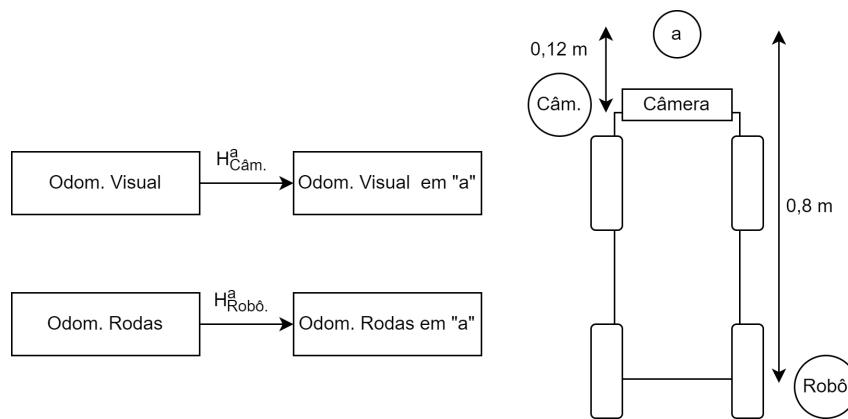 Odom. Visual
H^a_Câm.
Odom. Visual em "a"
Odom. Rodas
H^a_Robô.
Odom. Rodas em "a"
0,12 m
a
Câm.
Câmera
0,8 m
Robô